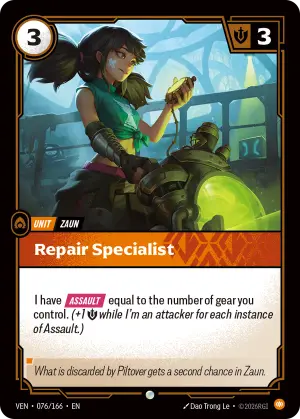 3
3
UNIT ZAUN
Repair Specialist
I have ASSAULT equal to the number of gear you
control. (+1 while I'm an attacker for each instance
of Assault.)
What is discarded by Piltover gets a second chance in Zaun.
VEN • 076/166 • EN Dao Trong Le ©2026RGI